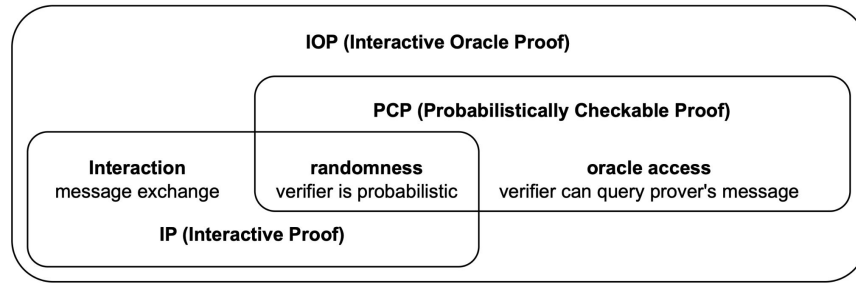 IOP (Interactive Oracle Proof)
PCP (Probabilistically Checkable Proof)
Interaction
message exchange
randomness
verifier is probabilistic
oracle access
verifier can query prover's message
IP (Interactive Proof)